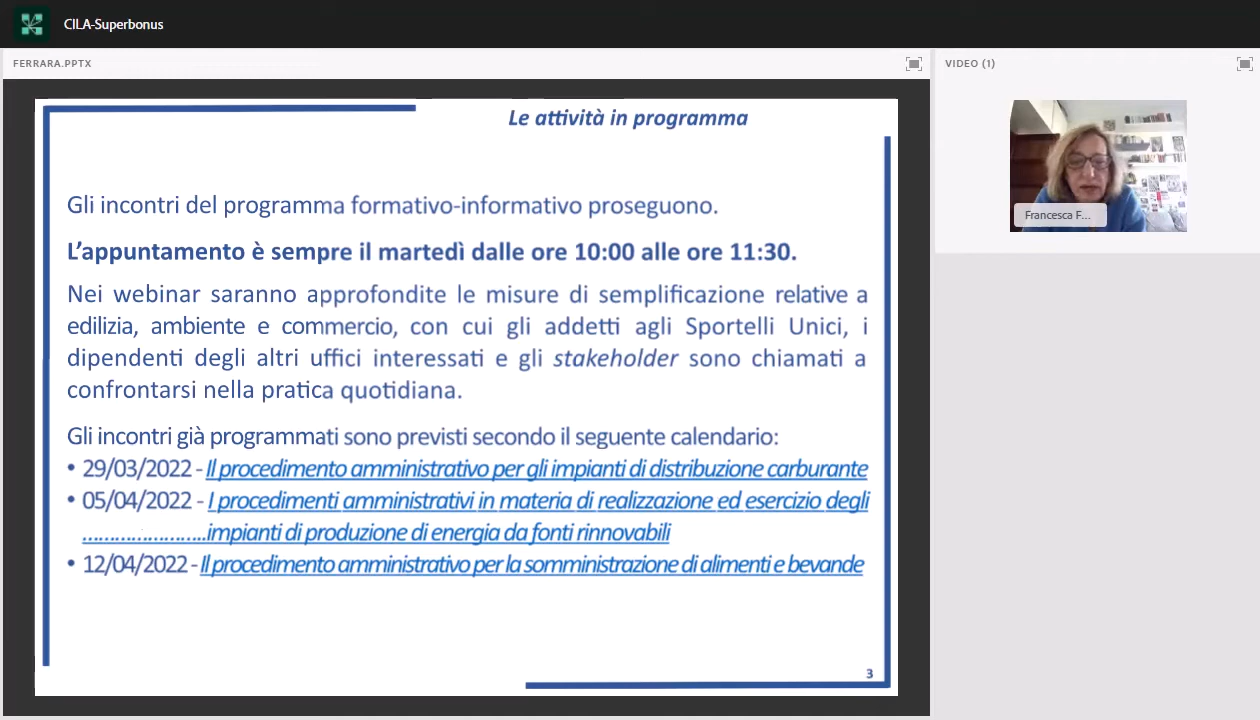 CILA-Superbonus
FERRARA.PPTX
VIDEO (1)
Le attività in programma
Gli incontri del programma formativo-informativo proseguono.
L'appuntamento è sempre il martedì dalle ore 10:00 alle ore 11:30.
Nei webinar saranno approfondite le misure di semplificazione relative a
edilizia, ambiente e commercio, con cui gli addetti agli Sportelli Unici, i
dipendenti degli altri uffici interessati e gli stakeholder sono chiamati a
confrontarsi nella pratica quotidiana.
Gli incontri già programmati sono previsti secondo il seguente calendario:
• 29/03/2022 - Il procedimento amministrativo per gli impianti di distribuzione carburante
• 05/04/2022 - I procedimenti amministrativi in materia di realizzazione ed esercizio degli
........................impianti di produzione di energia da fonti rinnovabili
• 12/04/2022 - Il procedimento amministrativo per la somministrazione di alimenti e bevande
3
Francesca F...